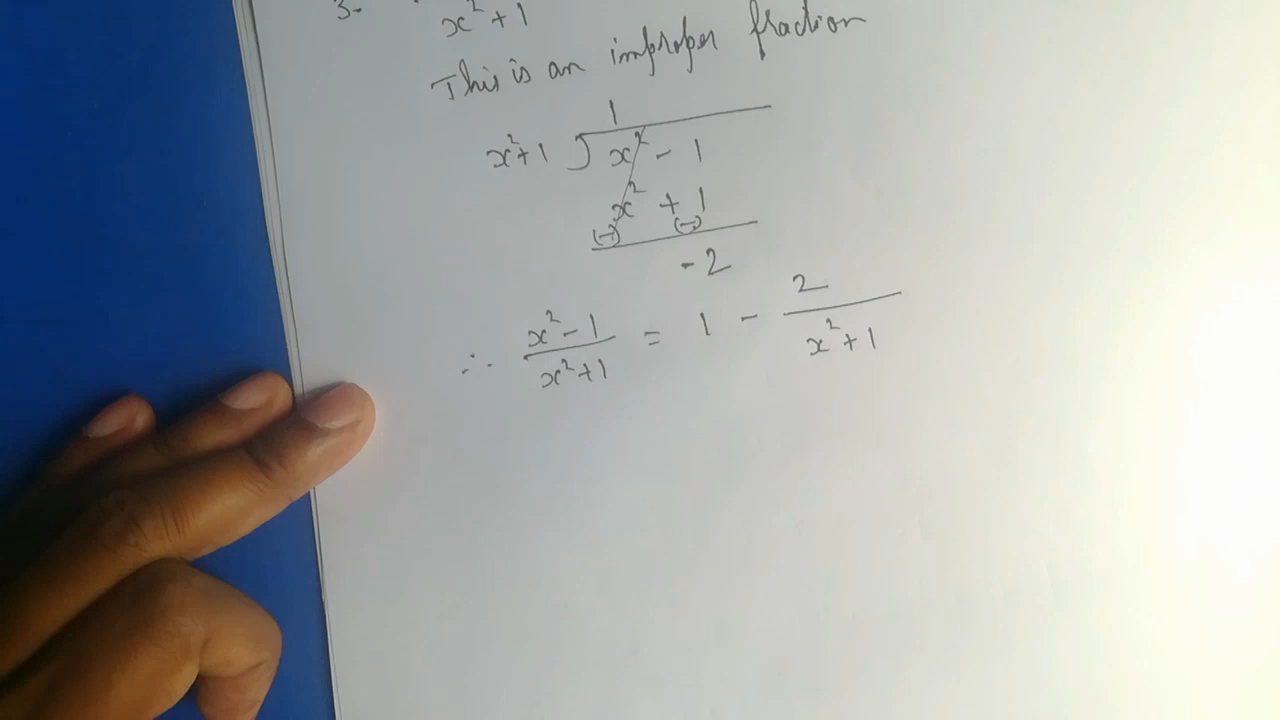 3.
x²+1
This is an improper fraction
1
x²+1 ) x² - 1
x² + 1
(-) (-)
- 2
∴ x²-1 / x²+1 = 1 - 2 / x²+1